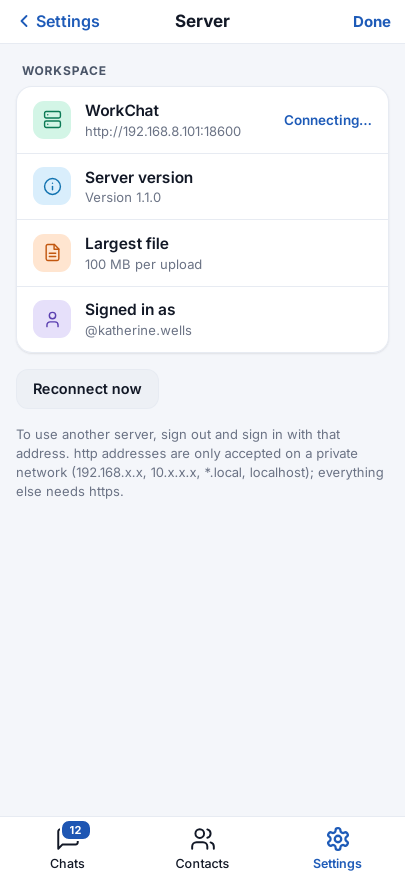 Settings
Server
Done
WORKSPACE
WorkChat
http://192.168.8.101:18600
Connecting...
Server version
Version 1.1.0
Largest file
100 MB per upload
Signed in as
@katherine.wells
Reconnect now
To use another server, sign out and sign in with that
address. http addresses are only accepted on a private
network (192.168.x.x, 10.x.x.x, *.local, localhost); everything
else needs https.
12
Chats
Contacts
Settings